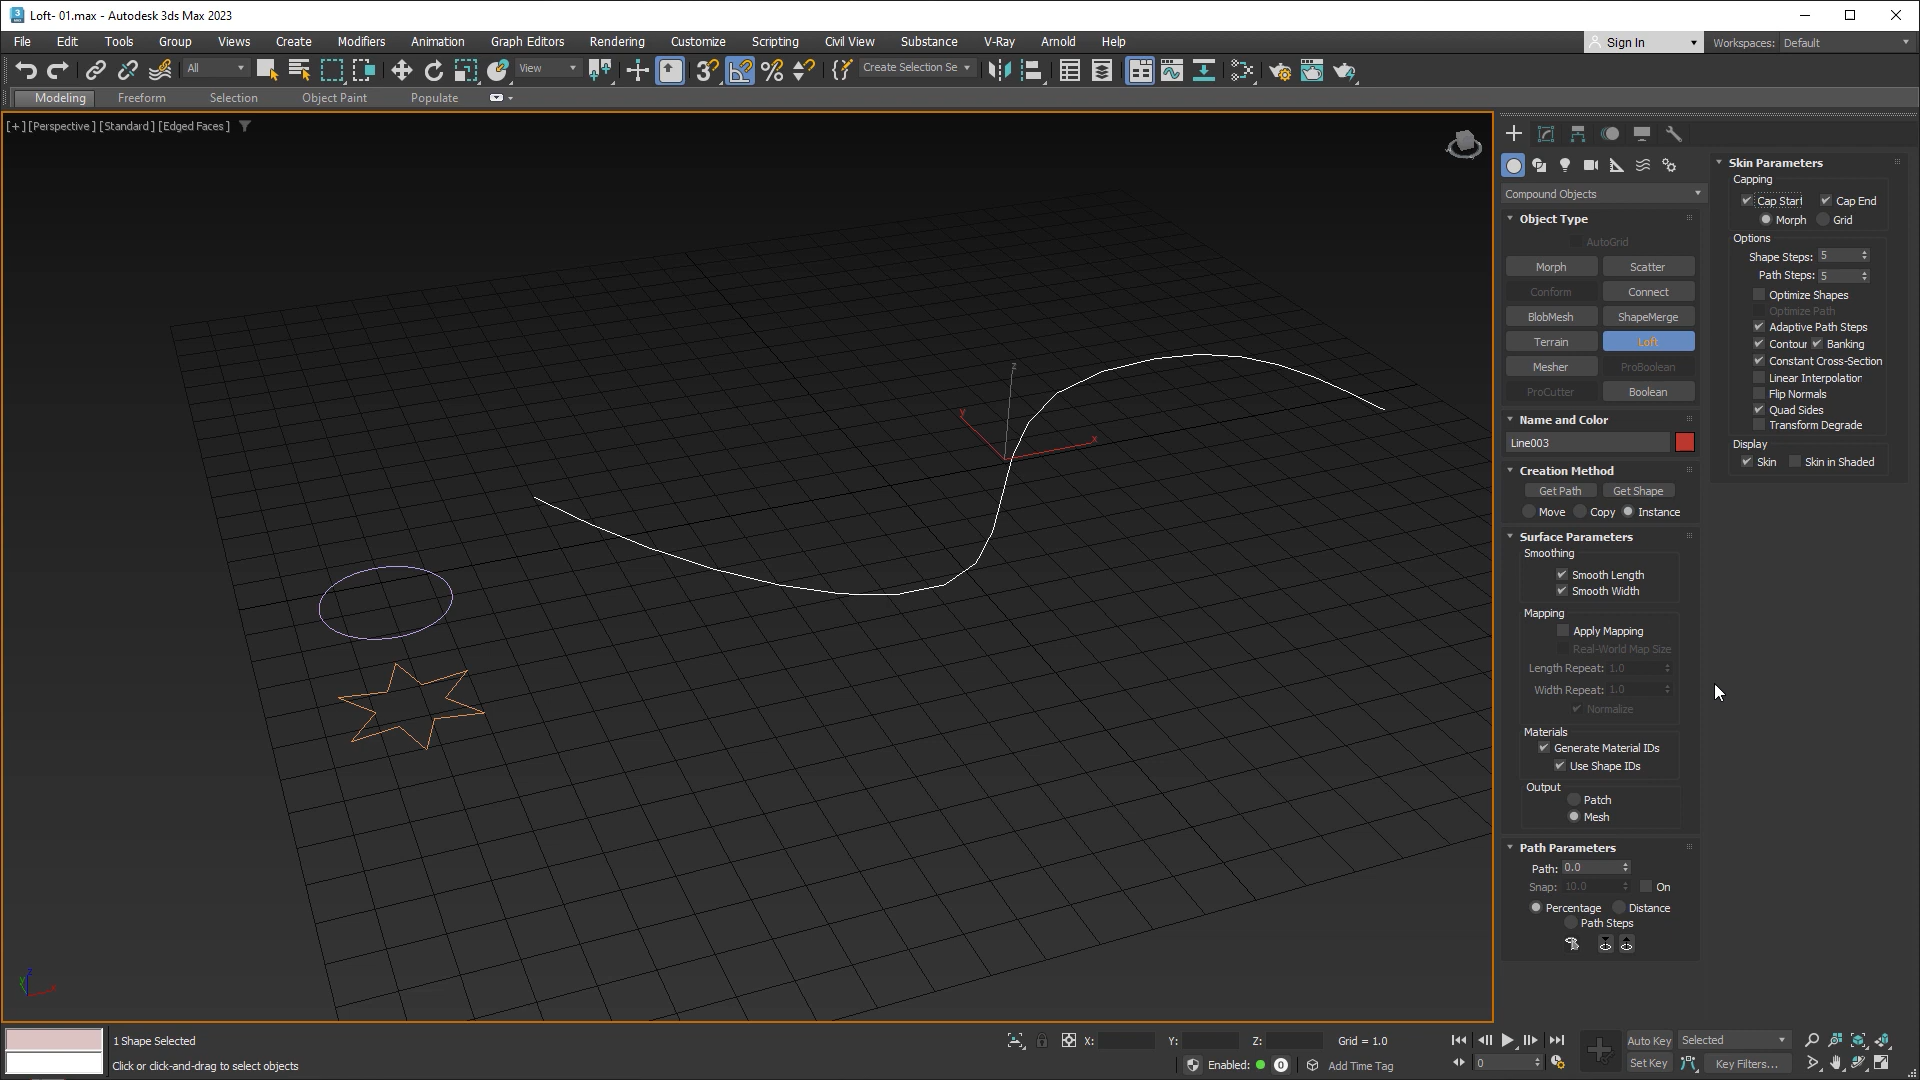 Loft- 01.max - Autodesk 3ds Max 2023
File Edit Tools Group Views Create Modifiers Animation Graph Editors Rendering Customize Scripting Civil View Substance V-Ray Arnold Help
Sign In Workspaces: Default
All View Create Selection Se
Modeling Freeform Selection Object Paint Populate
[+] [Perspective] [Standard] [Edged Faces]
z
y
x
z
y
x
Compound Objects
Object Type
AutoGrid
Morph Scatter
Conform Connect
BlobMesh ShapeMerge
Terrain Loft
Mesher ProBoolean
ProCutter Boolean
Name and Color
Line003
Creation Method
Get Path Get Shape
Move Copy Instance
Surface Parameters
Smoothing
Smooth Length
Smooth Width
Mapping
Apply Mapping
Real-World Map Size
Length Repeat: 1.0
Width Repeat: 1.0
Normalize
Materials
Generate Material IDs
Use Shape IDs
Output
Patch
Mesh
Path Parameters
Path: 0.0
Snap: 10.0 On
Percentage Distance
Path Steps
Skin Parameters
Capping
Cap Start Cap End
Morph Grid
Options
Shape Steps: 5
Path Steps: 5
Optimize Shapes
Optimize Path
Adaptive Path Steps
Contour Banking
Constant Cross-Section
Linear Interpolation
Flip Normals
Quad Sides
Transform Degrade
Display
Skin Skin in Shaded
1 Shape Selected
Click or click-and-drag to select objects
X: Y: Z: Grid = 1.0
Enabled: 0 Add Time Tag
0
Auto Key Selected
Set Key Key Filters...